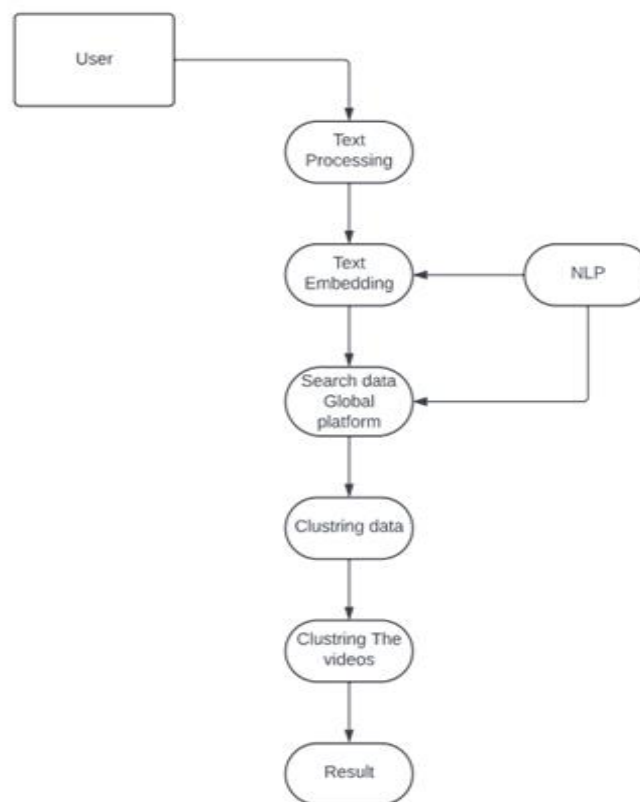 User
Text
Processing
Text
Embedding
NLP
Search data
Global
platform
Clustring data
Clustring The
videos
Result